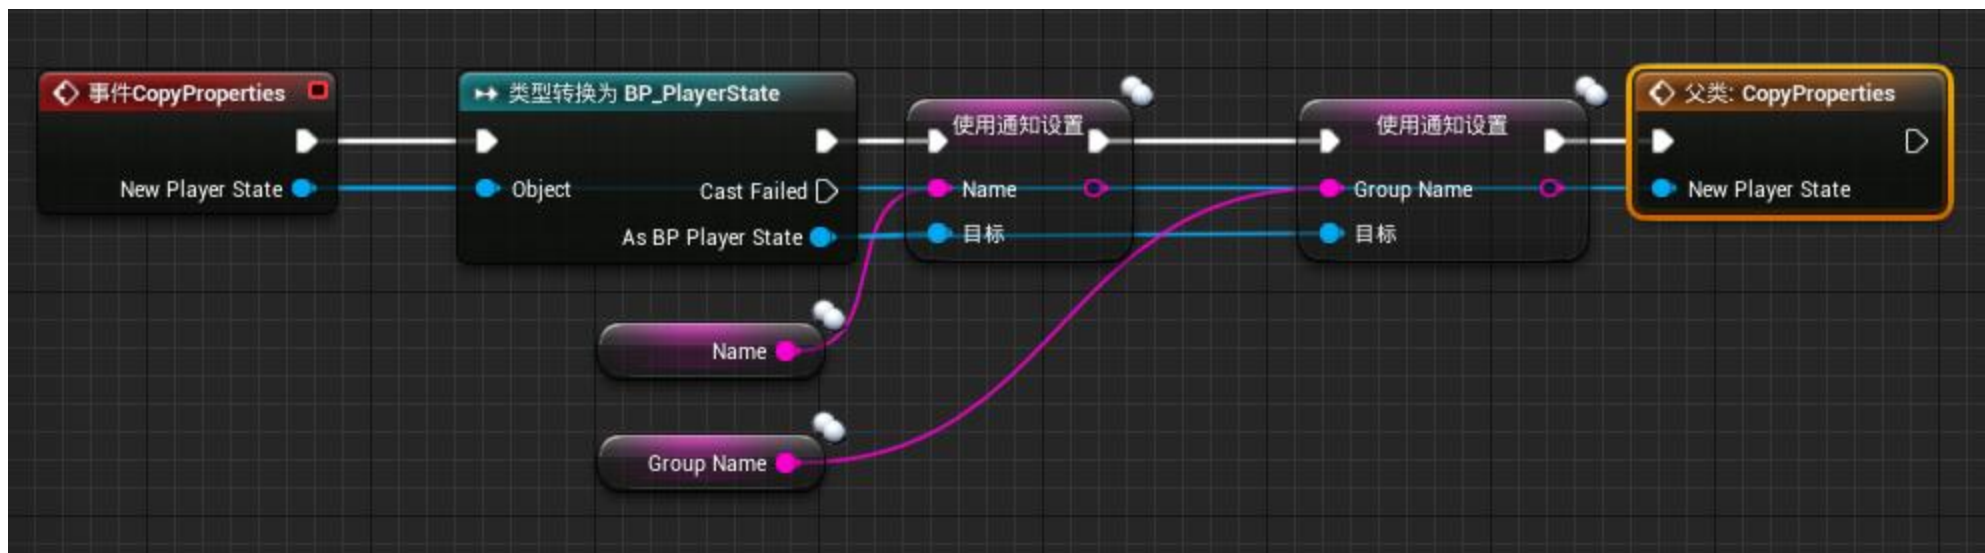 事件CopyProperties
New Player State
类型转换为 BP_PlayerState
Object
Cast Failed
As BP Player State
使用通知设置
Name
目标
使用通知设置
Group Name
目标
父类: CopyProperties
New Player State
Name
Group Name